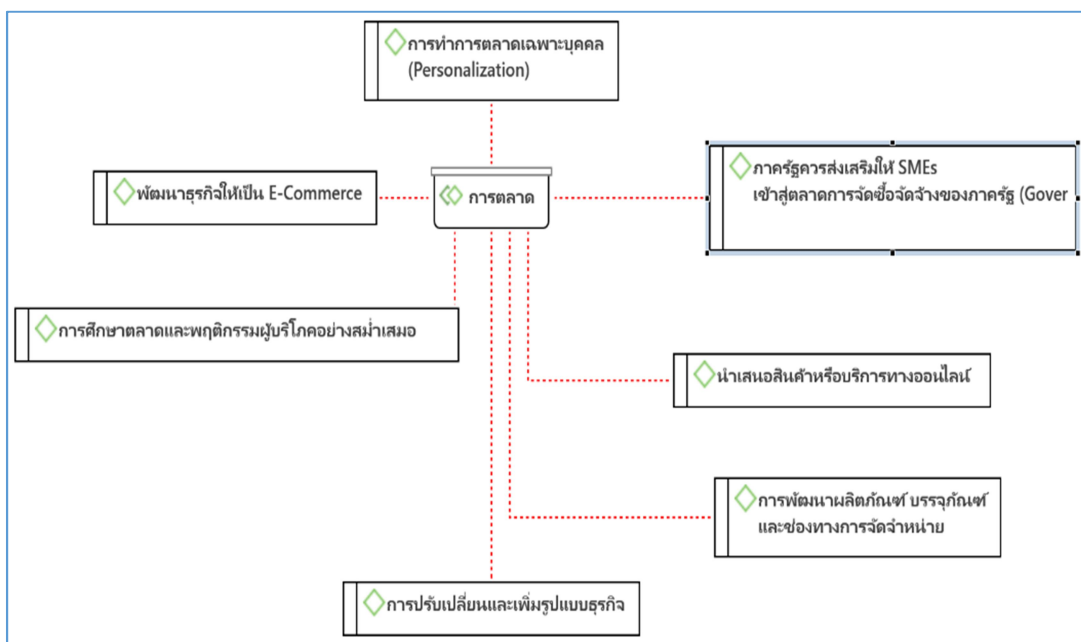 การทำการตลาดเฉพาะบุคคล
(Personalization)
พัฒนาธุรกิจให้เป็น E-Commerce
การตลาด
ภาครัฐควรส่งเสริมให้ SMEs
เข้าสู่ตลาดการจัดซื้อจัดจ้างของภาครัฐ (Gover
การศึกษาตลาดและพฤติกรรมผู้บริโภคอย่างสม่ำเสมอ
นำเสนอสินค้าหรือบริการทางออนไลน์
การพัฒนาผลิตภัณฑ์ บรรจุภัณฑ์
และช่องทางการจัดจำหน่าย
การปรับเปลี่ยนและเพิ่มรูปแบบธุรกิจ